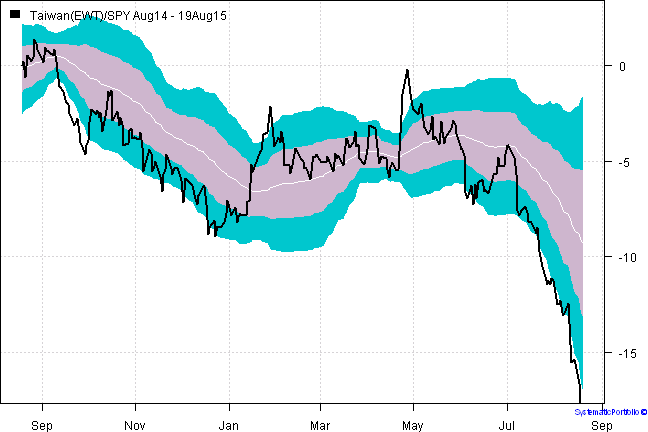 Taiwan(EWT)/SPY Aug14 - 19Aug15
0
-5
-10
-15
Sep Nov Jan Mar May Jul Sep
SystematicPortfolio ©